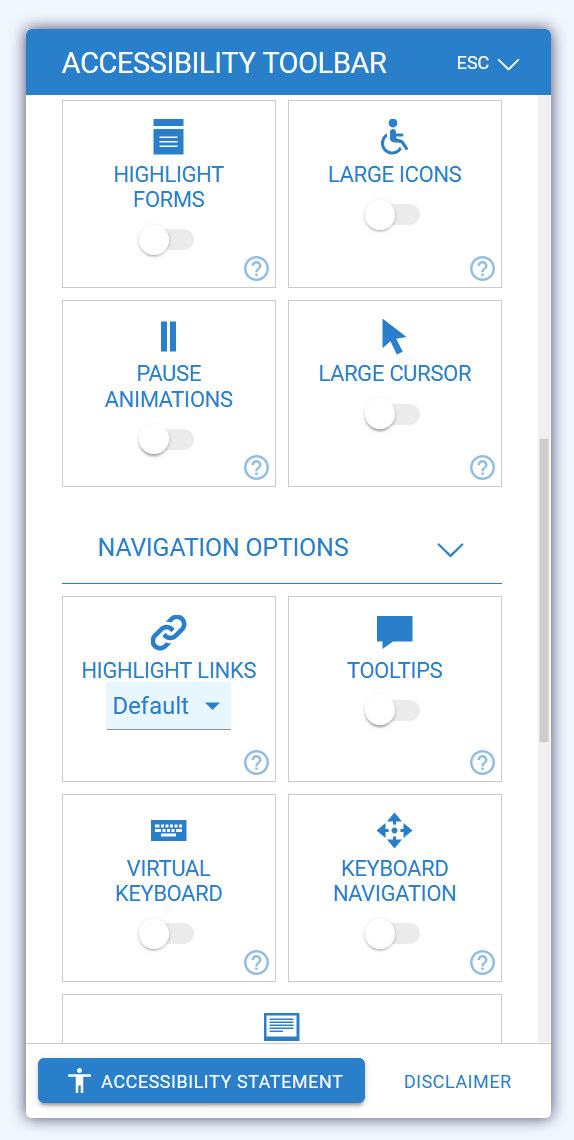 ACCESSIBILITY TOOLBAR
ESC
HIGHLIGHT
FORMS
LARGE ICONS
PAUSE
ANIMATIONS
LARGE CURSOR
NAVIGATION OPTIONS
HIGHLIGHT LINKS
Default
TOOLTIPS
VIRTUAL
KEYBOARD
KEYBOARD
NAVIGATION
ACCESSIBILITY STATEMENT
DISCLAIMER